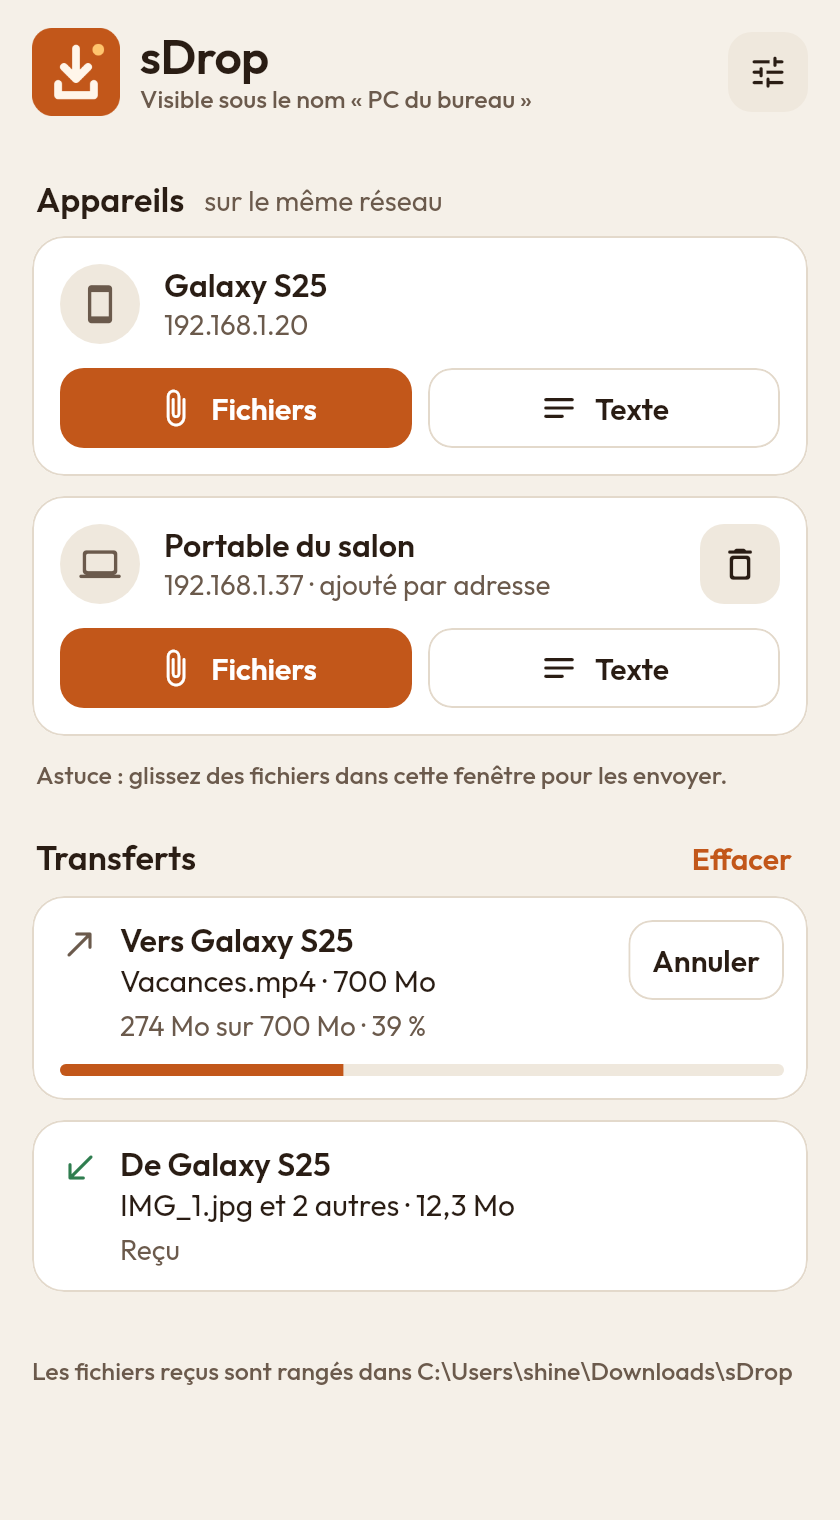 sDrop
Visible sous le nom « PC du bureau »
Appareils sur le même réseau
Galaxy S25
192.168.1.20
Fichiers Texte
Portable du salon
192.168.1.37 · ajouté par adresse
Fichiers Texte
Astuce : glissez des fichiers dans cette fenêtre pour les envoyer.
Transferts Effacer
Vers Galaxy S25
Annuler
Vacances.mp4 · 700 Mo
274 Mo sur 700 Mo · 39 %
De Galaxy S25
IMG_1.jpg et 2 autres · 12,3 Mo
Reçu
Les fichiers reçus sont rangés dans C:\Users\shine\Downloads\sDrop